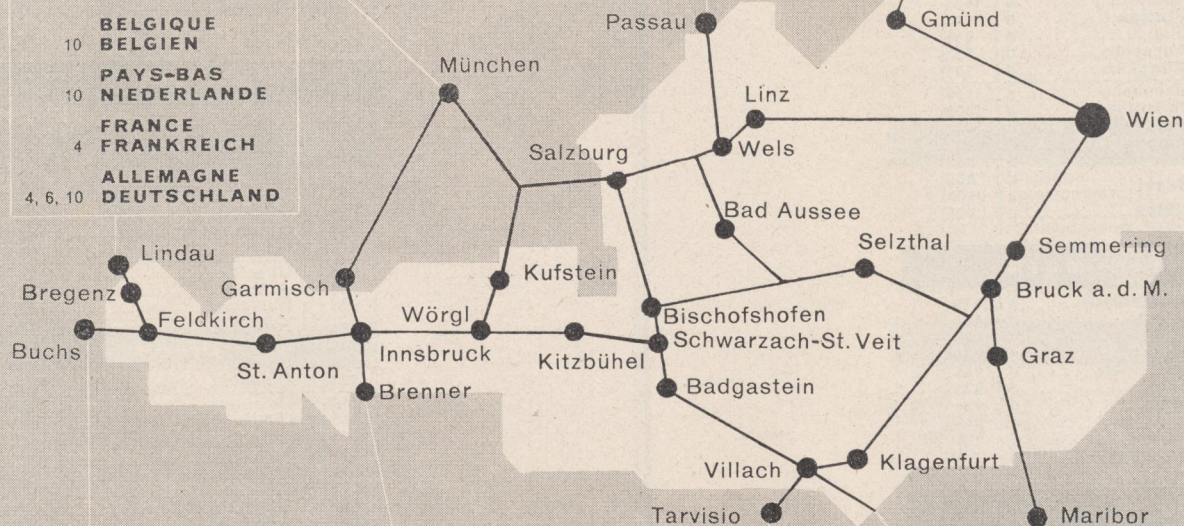 BELGIQUE
10 BELGIEN
PAYS-BAS
10 NIEDERLANDE
FRANCE
4 FRANKREICH
ALLEMAGNE
4, 6, 10 DEUTSCHLAND
Passau
Gmünd
München
Linz
Wien
Wels
Salzburg
Bad Aussee
Selzthal
Semmering
Lindau
Kufstein
Garmisch
Bregenz
Bruck a. d. M.
Feldkirch
Wörgl
Bischofshofen
Buchs
Innsbruck
Kitzbühel
Schwarzach-St. Veit
Graz
St. Anton
Brenner
Badgastein
Villach
Klagenfurt
Tarvisio
Maribor